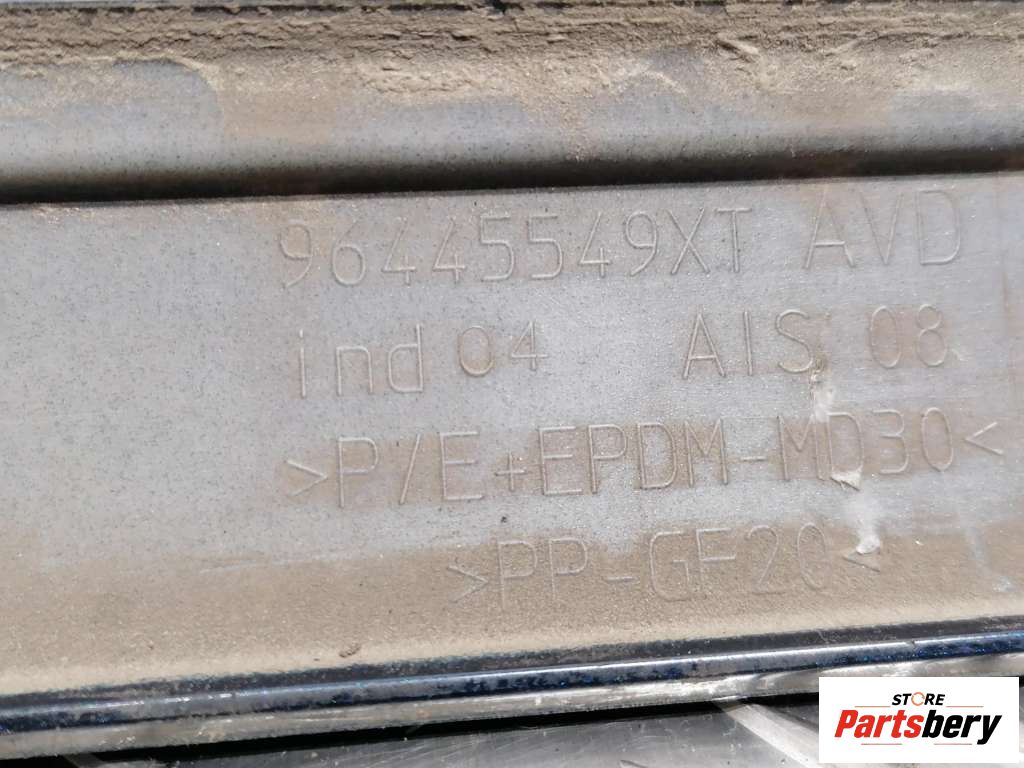 96445549XT AVD
ind 04 AIS 08
>P/E+EPDM-MD30<
>PP-GF20<
STORE
Partsbery